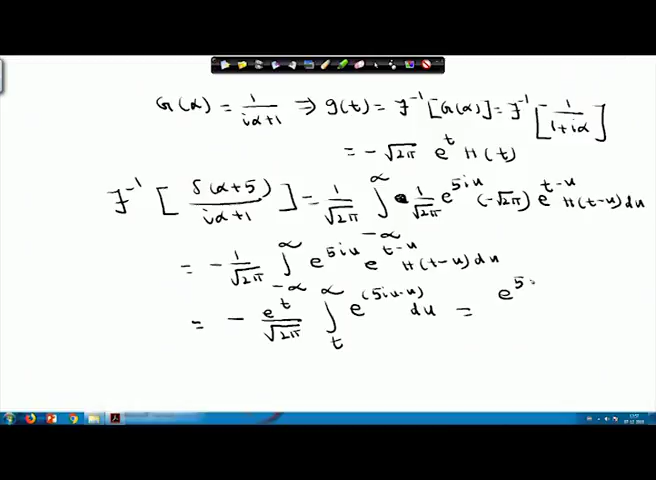 G(α) = 1/(iα+1) ⇒ g(t) = F⁻¹[G(α)] = F⁻¹[1/(1+iα)]
= - √2π e^t H(t)
F⁻¹[δ(α+5)/(iα+1)] = 1/√2π ∫_{-∞}^{∞} 1/√2π e^{5iu} (-√2π) e^{t-u} H(t-u) du
= - 1/√2π ∫_{-∞}^{∞} e^{5iu} e^{t-u} H(t-u) du
= - e^t/√2π ∫_t^∞ e^{(5iu-u)} du = e^5